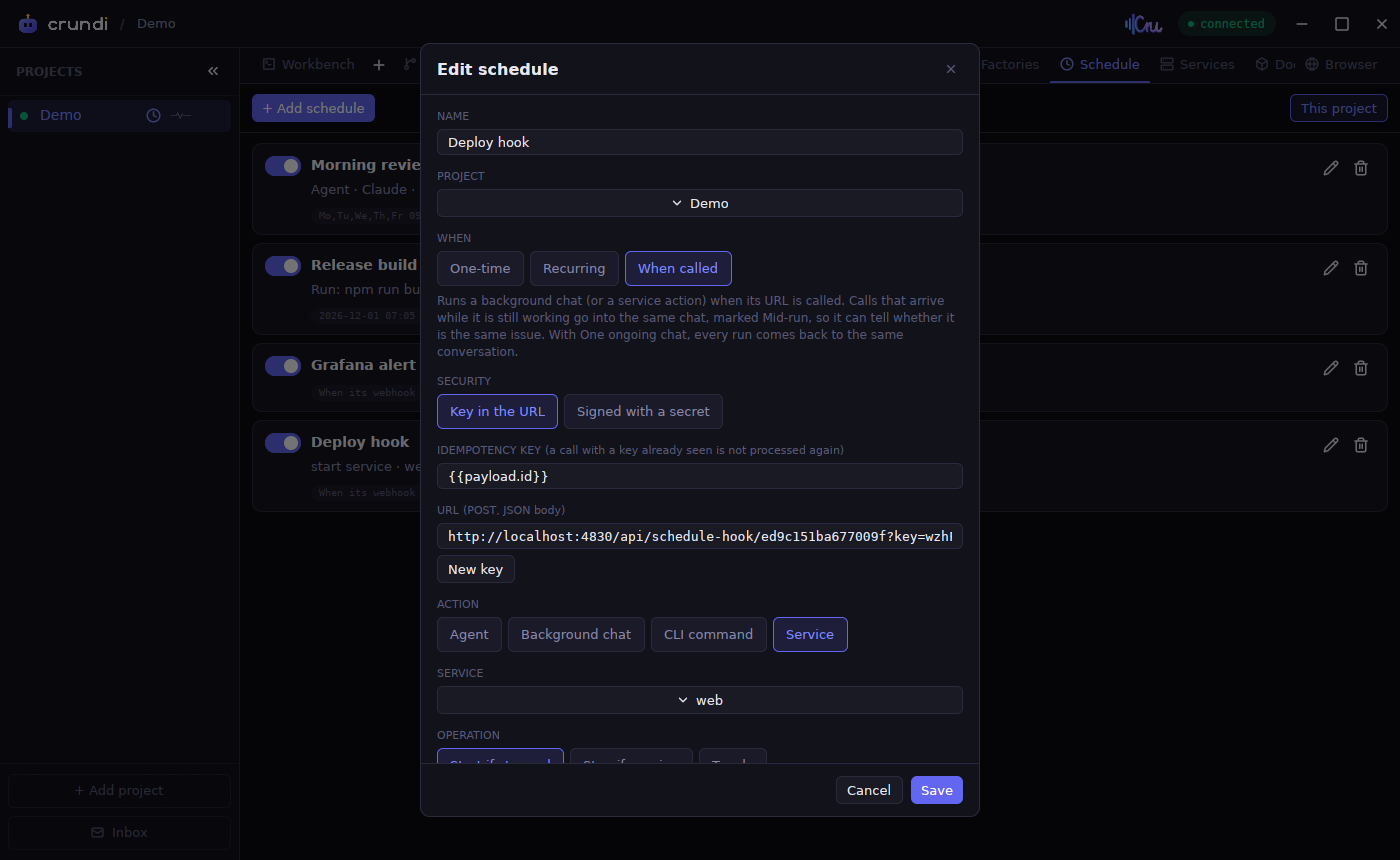 crundi / Demo
Cru
connected
PROJECTS
Workbench
Factories
Schedule
Services
Browser
Demo
+ Add schedule
This project
Morning
Agent · Claude ·
Mo,Tu,We,Th,Fr
Release build
Run: npm run
2026-12-01 07:05
Grafana alert
When its webhook
Deploy hook
start service ·
When its webhook
+ Add project
Inbox
Edit schedule
NAME
Deploy hook
PROJECT
Demo
WHEN
One-time
Recurring
When called
Runs a background chat (or a service action) when its URL is called. Calls that arrive
while it is still working go into the same chat, marked Mid-run, so it can tell whether it
is the same issue. With One ongoing chat, every run comes back to the same
conversation.
SECURITY
Key in the URL
Signed with a secret
IDEMPOTENCY KEY (a call with a key already seen is not processed again)
{{payload.id}}
URL (POST, JSON body)
http://localhost:4830/api/schedule-hook/ed9c151ba677009f?key=wzh
New key
ACTION
Agent
Background chat
CLI command
Service
SERVICE
web
OPERATION
Cancel
Save